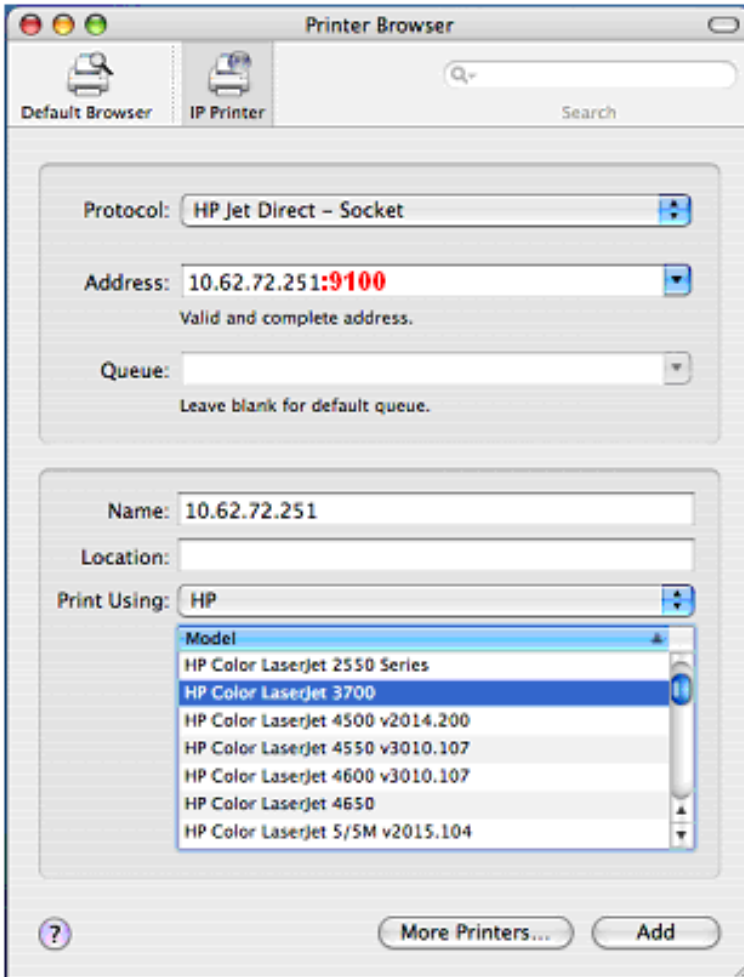 Printer Browser
Default Browser
IP Printer
Search
Protocol: HP Jet Direct – Socket
Address: 10.62.72.251:9100
Valid and complete address.
Queue:
Leave blank for default queue.
Name: 10.62.72.251
Location:
Print Using: HP
Model
HP Color LaserJet 2550 Series
HP Color LaserJet 3700
HP Color LaserJet 4500 v2014.200
HP Color LaserJet 4550 v3010.107
HP Color LaserJet 4600 v3010.107
HP Color LaserJet 4650
HP Color LaserJet 5/5M v2015.104
?
More Printers...
Add